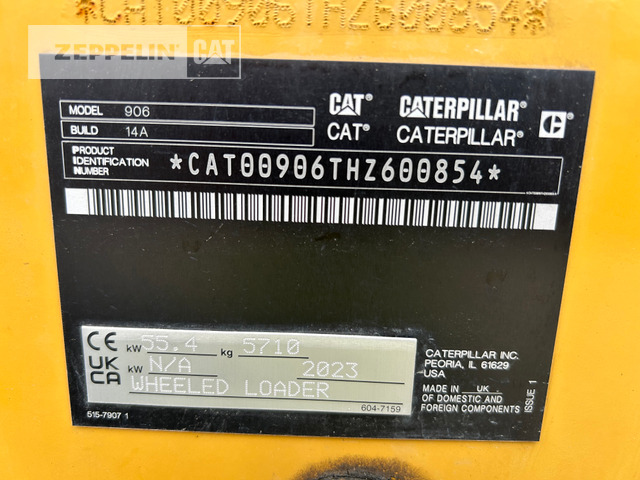 *CAT00906THZ600854*
ZEPPELIN CAT
MODEL 906
BUILD 14A
CAT® CATERPILLAR®
CAT® CATERPILLAR® C
PRODUCT
IDENTIFICATION
NUMBER
*CAT00906THZ600854*
CE kW 55.4 kg 5710
UK kW N/A 2023
CA WHEELED LOADER
604-7159
515-7907 1
CATERPILLAR INC.
PEORIA, IL 61629
USA
MADE IN UK
OF DOMESTIC AND
FOREIGN COMPONENTS
ISSUE 1